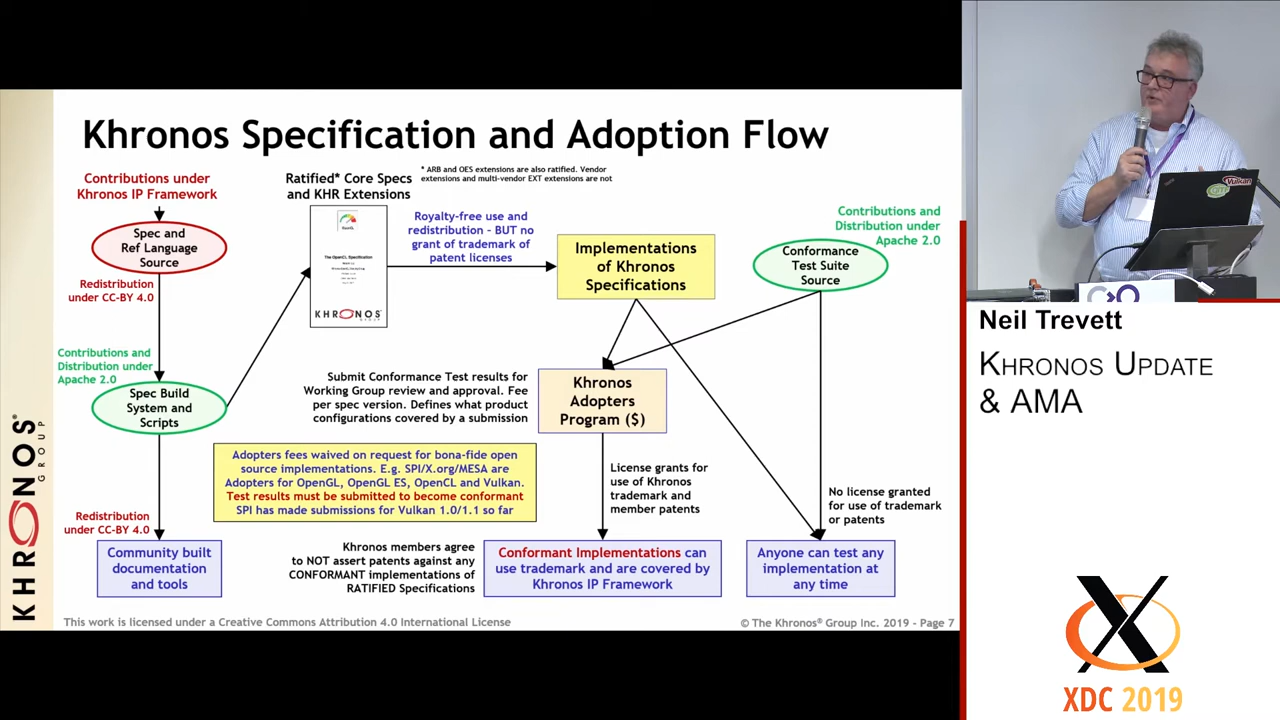 Khronos Specification and Adoption Flow
Contributions under
Khronos IP Framework
Ratified* Core Specs
and KHR Extensions
* ARB and OES extensions are also ratified. Vendor
extensions and multi-vendor EXT extensions are not
Spec and
Ref Language
Source
Royalty-free use and
redistribution - BUT no
grant of trademark of
patent licenses
Implementations
of Khronos
Specifications
Contributions and
Distribution under
Apache 2.0
Conformance
Test Suite
Source
The OpenCL Specification
KHRONOS
GROUP
Redistribution
under CC-BY 4.0
Contributions and
Distribution under
Apache 2.0
Spec Build
System and
Scripts
Submit Conformance Test results for
Working Group review and approval. Fee
per spec version. Defines what product
configurations covered by a submission
Khronos
Adopters
Program ($)
Adopters fees waived on request for bona-fide open
source implementations. E.g. SPI/X.org/MESA are
Adopters for OpenGL, OpenGL ES, OpenCL and Vulkan.
Test results must be submitted to become conformant
SPI has made submissions for Vulkan 1.0/1.1 so far
License grants for
use of Khronos
trademark and
member patents
No license granted
for use of trademark
or patents
Redistribution
under CC-BY 4.0
Community built
documentation
and tools
Khronos members agree
to NOT assert patents against any
CONFORMANT implementations of
RATIFIED Specifications
Conformant Implementations can
use trademark and are covered by
Khronos IP Framework
Anyone can test any
implementation at
any time
This work is licensed under a Creative Commons Attribution 4.0 International License
© The Khronos® Group Inc. 2019 - Page 7
KHRONOS
GROUP
Vulkan
Neil Trevett
Khronos Update
& AMA
XDC 2019